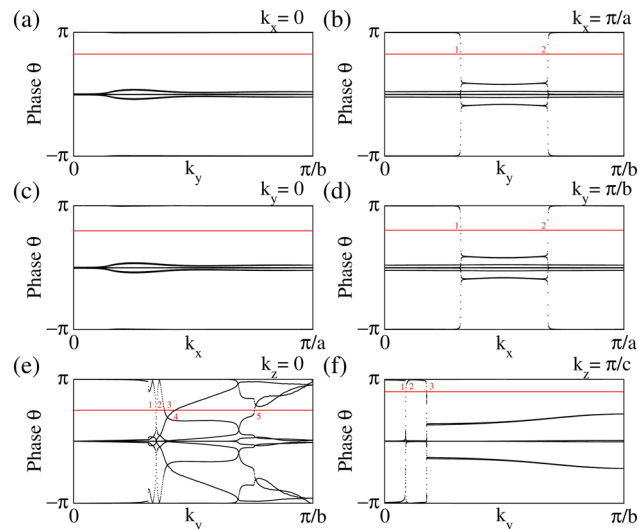 (a) k_x = 0
π
Phase θ
−π
0 k_y π/b
(b) k_x = π/a
π
1 2
Phase θ
−π
0 k_y π/b
(c) k_y = 0
π
Phase θ
−π
0 k_x π/a
(d) k_y = π/b
π
1 2
Phase θ
−π
0 k_x π/a
(e) k_z = 0
π
1 2 3
4 5
Phase θ
−π
0 k_y π/b
(f) k_z = π/c
π
1 2 3
Phase θ
−π
0 k_y π/b